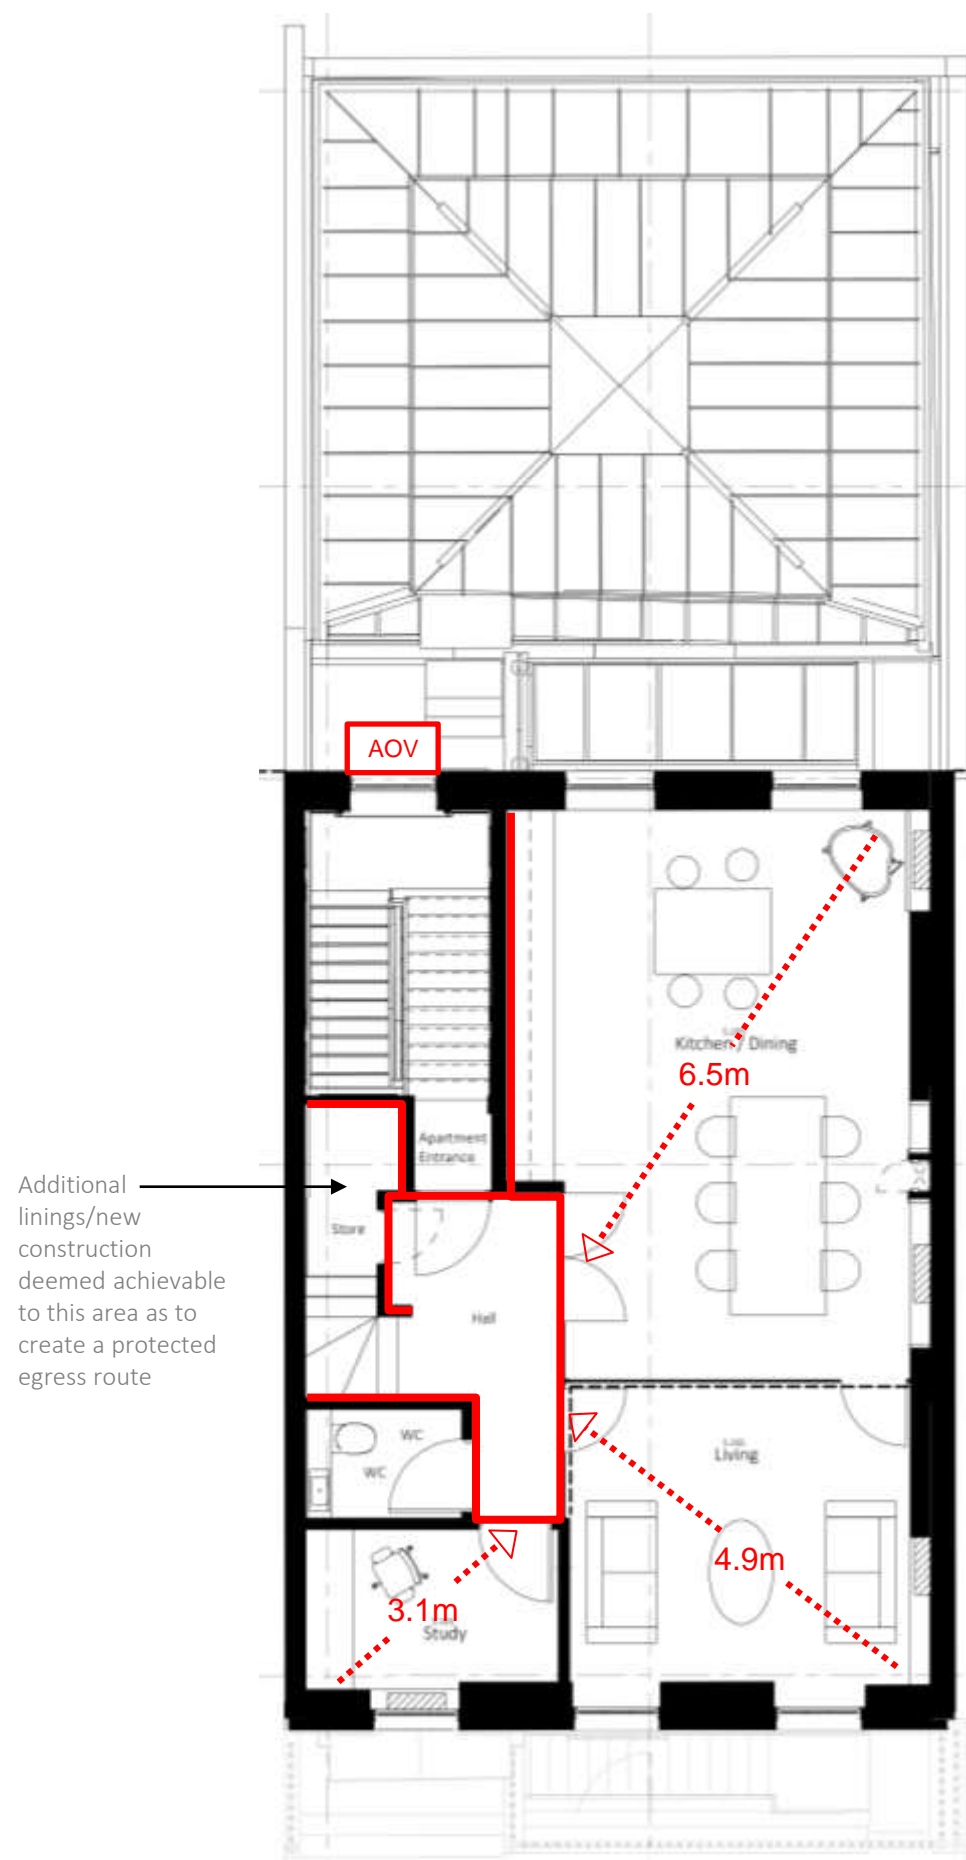 AOV
Kitchen / Dining
6.5m
Apartment
Entrance
Additional
linings/new
construction
deemed achievable
to this area as to
create a protected
egress route
Store
Hall
WC
WC
Living
4.9m
3.1m
Study